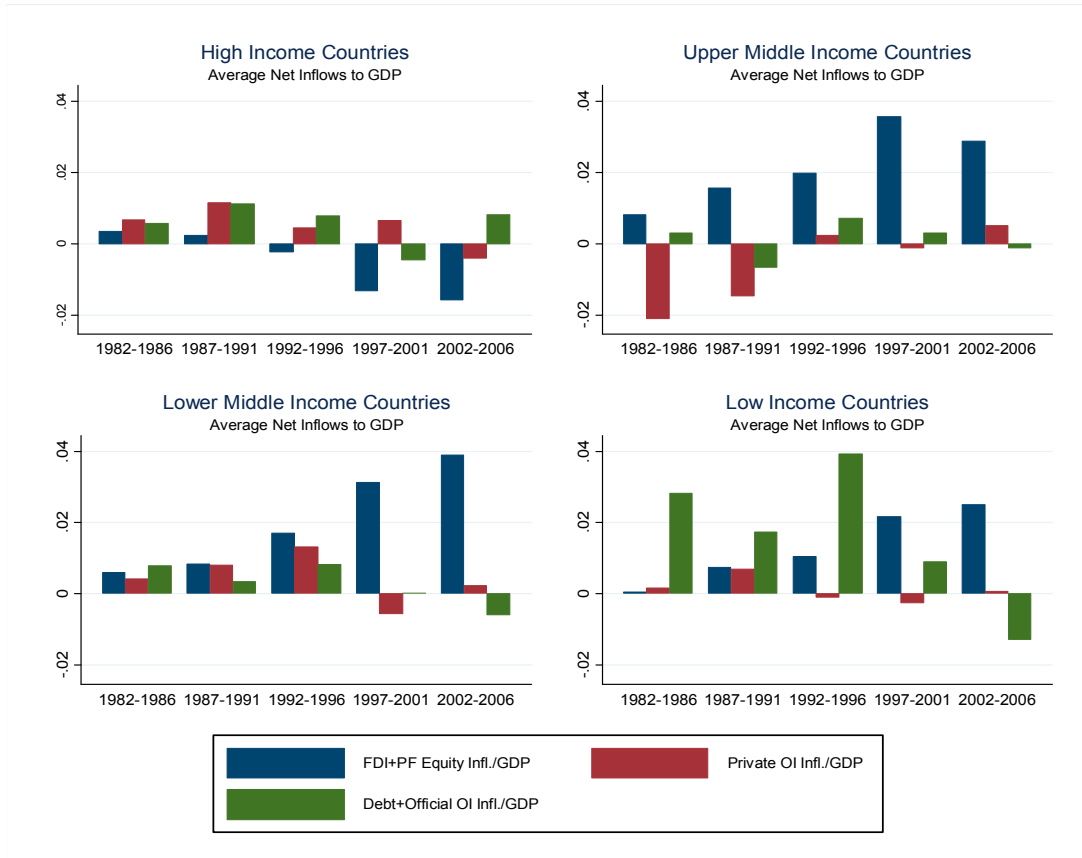 High Income Countries
Average Net Inflows to GDP
.04
.02
0
-.02
1982-1986 1987-1991 1992-1996 1997-2001 2002-2006
Upper Middle Income Countries
Average Net Inflows to GDP
.04
.02
0
-.02
1982-1986 1987-1991 1992-1996 1997-2001 2002-2006
Lower Middle Income Countries
Average Net Inflows to GDP
.04
.02
0
-.02
1982-1986 1987-1991 1992-1996 1997-2001 2002-2006
Low Income Countries
Average Net Inflows to GDP
.04
.02
0
-.02
1982-1986 1987-1991 1992-1996 1997-2001 2002-2006
FDI+PF Equity Infl./GDP
Private OI Infl./GDP
Debt+Official OI Infl./GDP